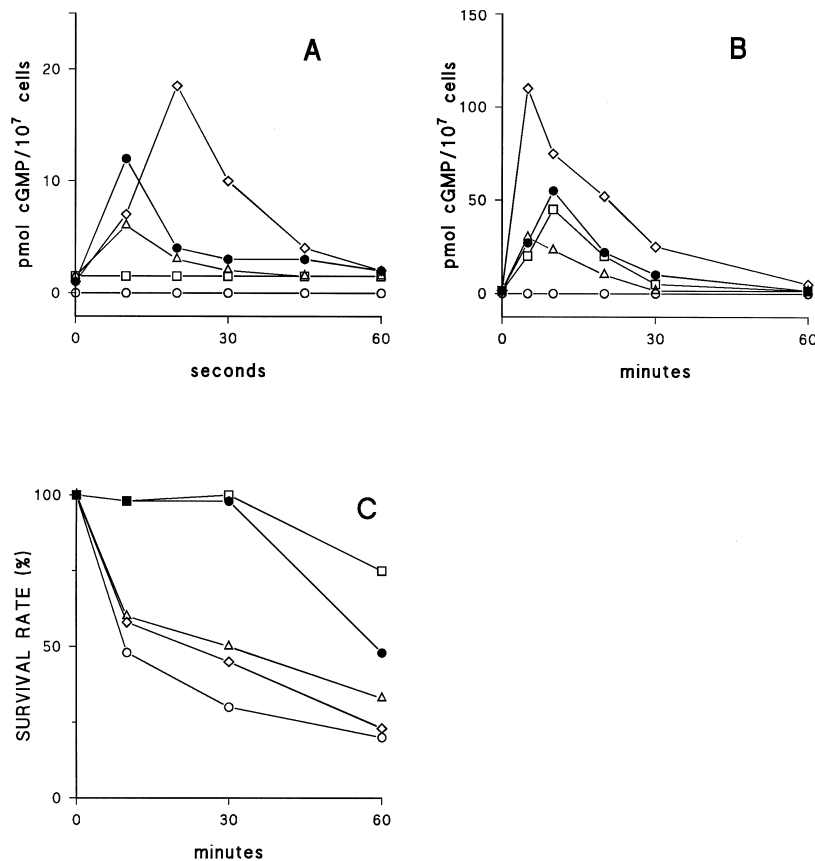 A
pmol cGMP/10⁷ cells
20
10
0
0 30 60
seconds
B
pmol cGMP/10⁷ cells
150
100
50
0
0 30 60
minutes
C
SURVIVAL RATE (%)
100
50
0
0 30 60
minutes